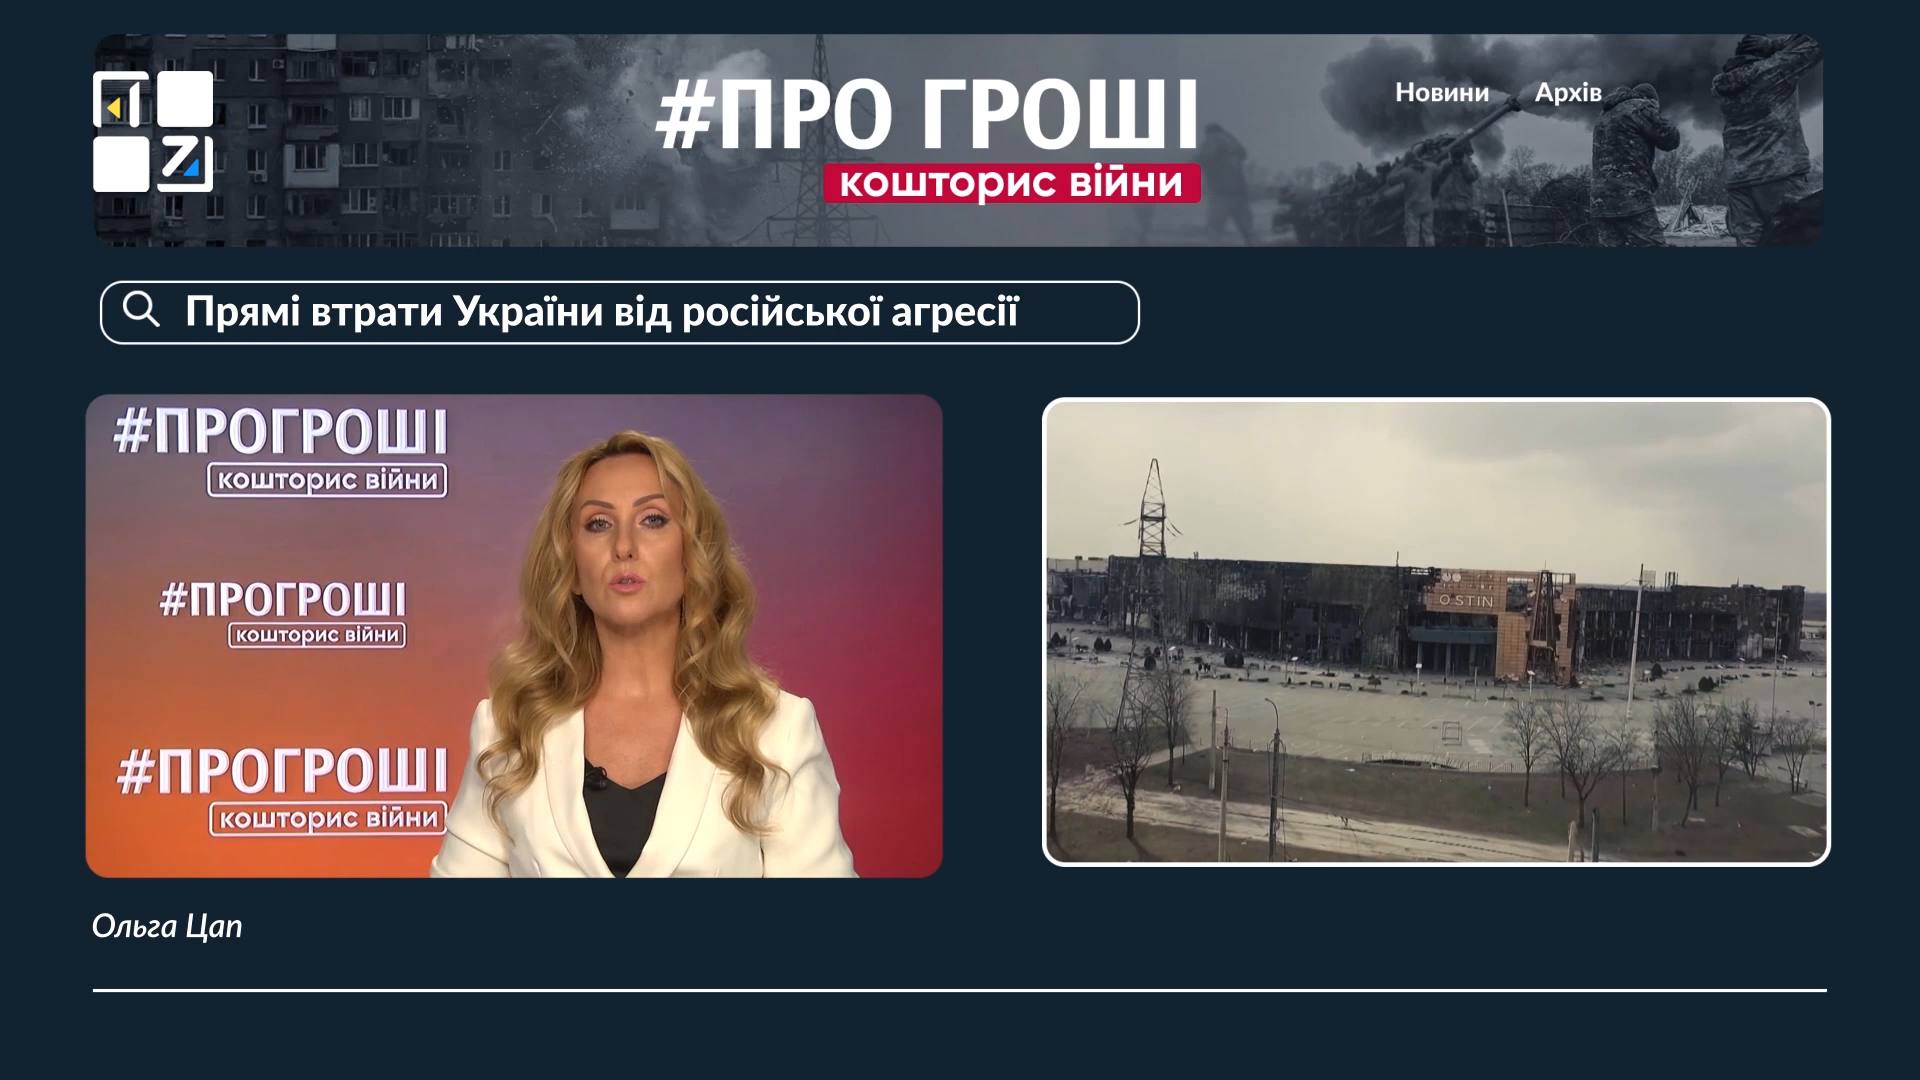 #ПРО ГРОШІ
кошторис війни
Новини Архів
Прямі втрати України від російської агресії
#ПРОГРОШІ
кошторис війни
#ПРОГРОШІ
кошторис війни
#ПРОГРОШІ
кошторис війни
O'STIN
Ольга Цап